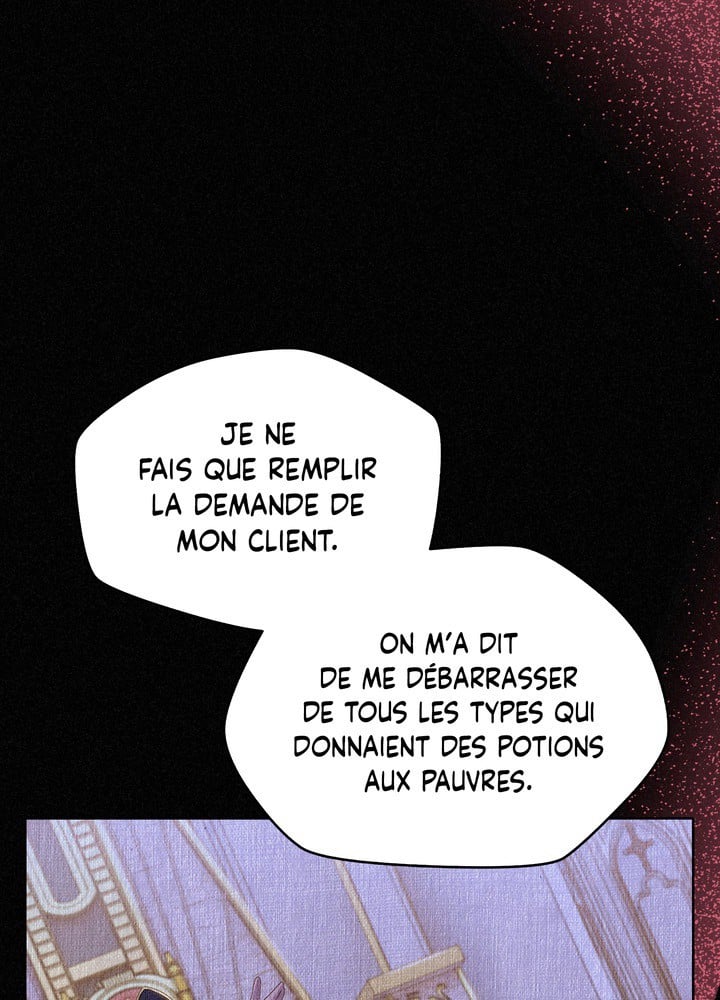 JE NE
FAIS QUE REMPLIR
LA DEMANDE DE
MON CLIENT.
ON M'A DIT
DE ME DÉBARRASSER
DE TOUS LES TYPES QUI
DONNAIENT DES POTIONS
AUX PAUVRES.